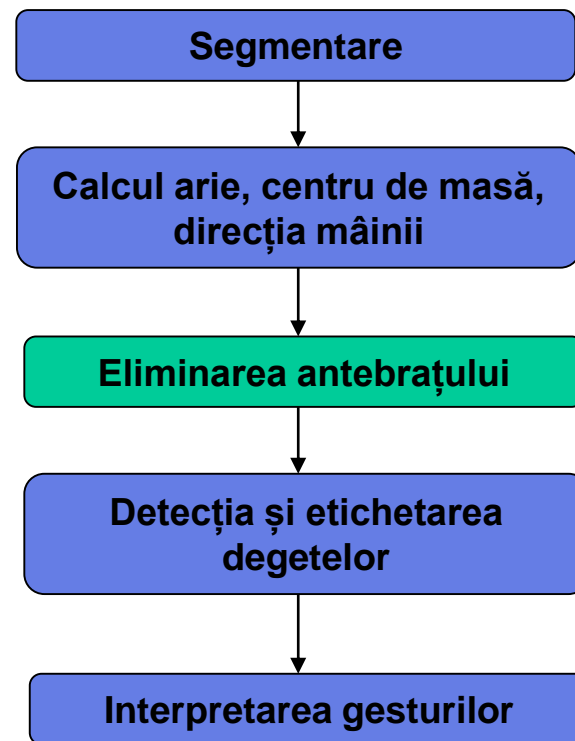 Segmentare
Calcul arie, centru de masă,
direcția mâinii
Eliminarea antebrațului
Detecția și etichetarea
degetelor
Interpretarea gesturilor